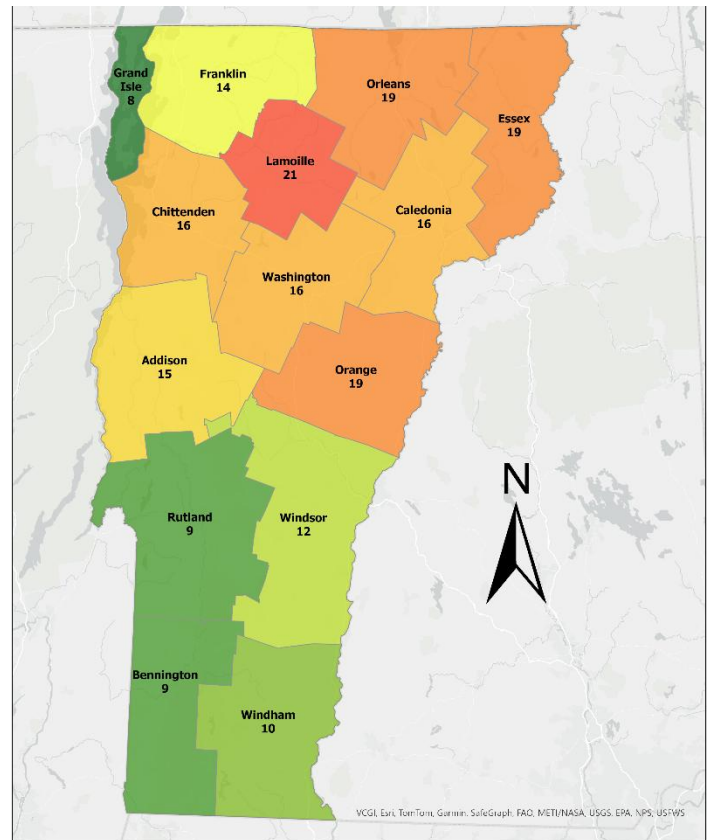 Grand
Isle
8
Franklin
14
Orleans
19
Essex
19
Lamoille
21
Chittenden
16
Caledonia
16
Washington
16
Addison
15
Orange
19
N
Rutland
9
Windsor
12
Bennington
9
Windham
10
VCGI, Esri, TomTom, Garmin, SafeGraph, FAO, METI/NASA, USGS, EPA, NPS, USFWS